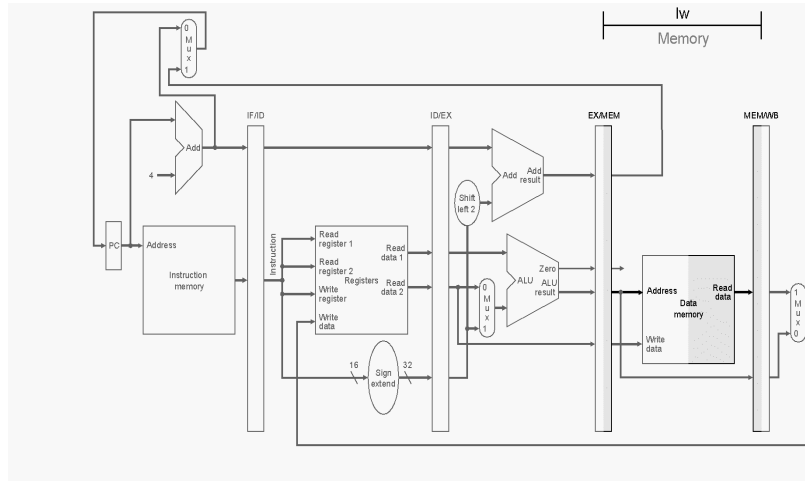 lw
Memory
0
M
u
x
1
IF/ID
ID/EX
EX/MEM
MEM/WB
Add
4
Add
Add
result
Shift
left 2
PC
Address
Instruction
memory
Instruction
Read
register 1
Read
register 2
Registers
Write
register
Write
data
Read
data 1
Read
data 2
0
M
u
x
1
Zero
ALU
ALU
result
Address
Read
data
Data
memory
Write
data
1
M
u
x
0
16
Sign
extend
32